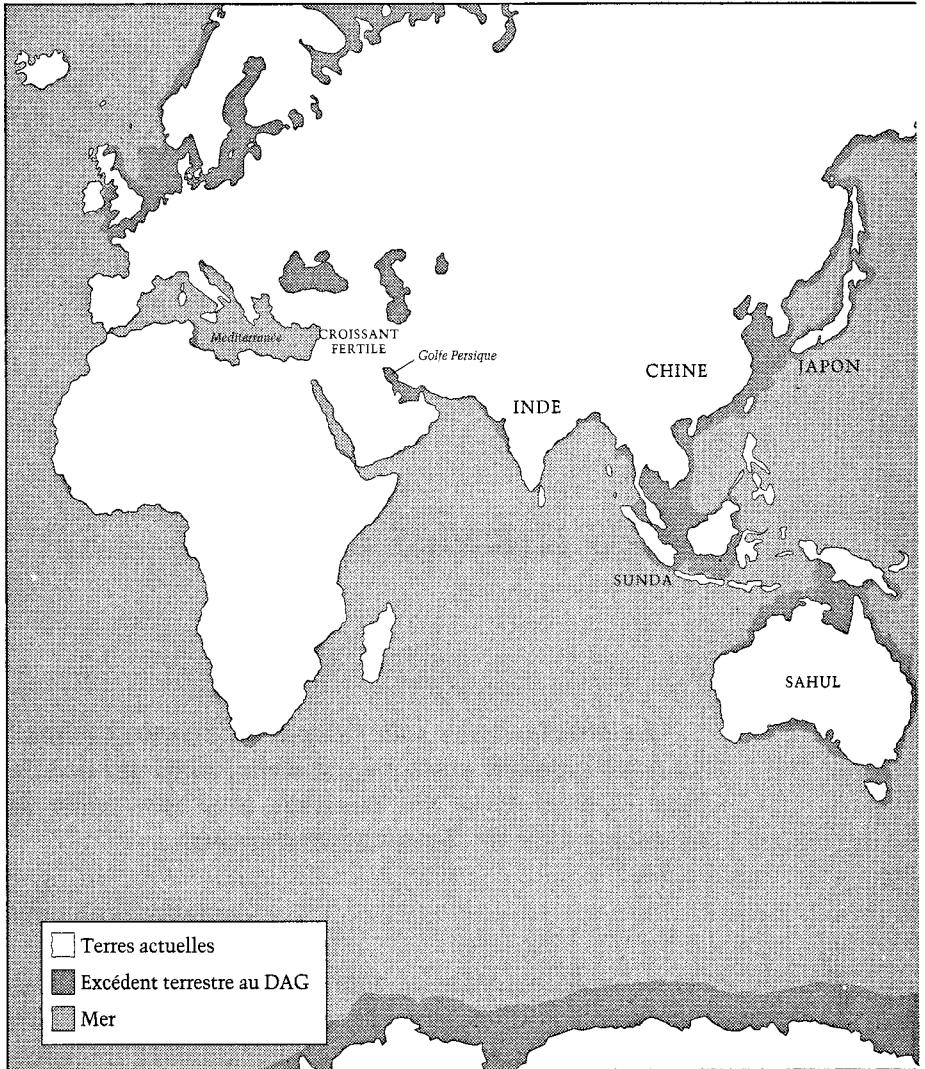 Méditerranée
CROISSANT
FERTILE
Golfe Persique
CHINE
JAPON
INDE
SUNDA
SAHUL
Terres actuelles
Excédent terrestre au DAG
Mer